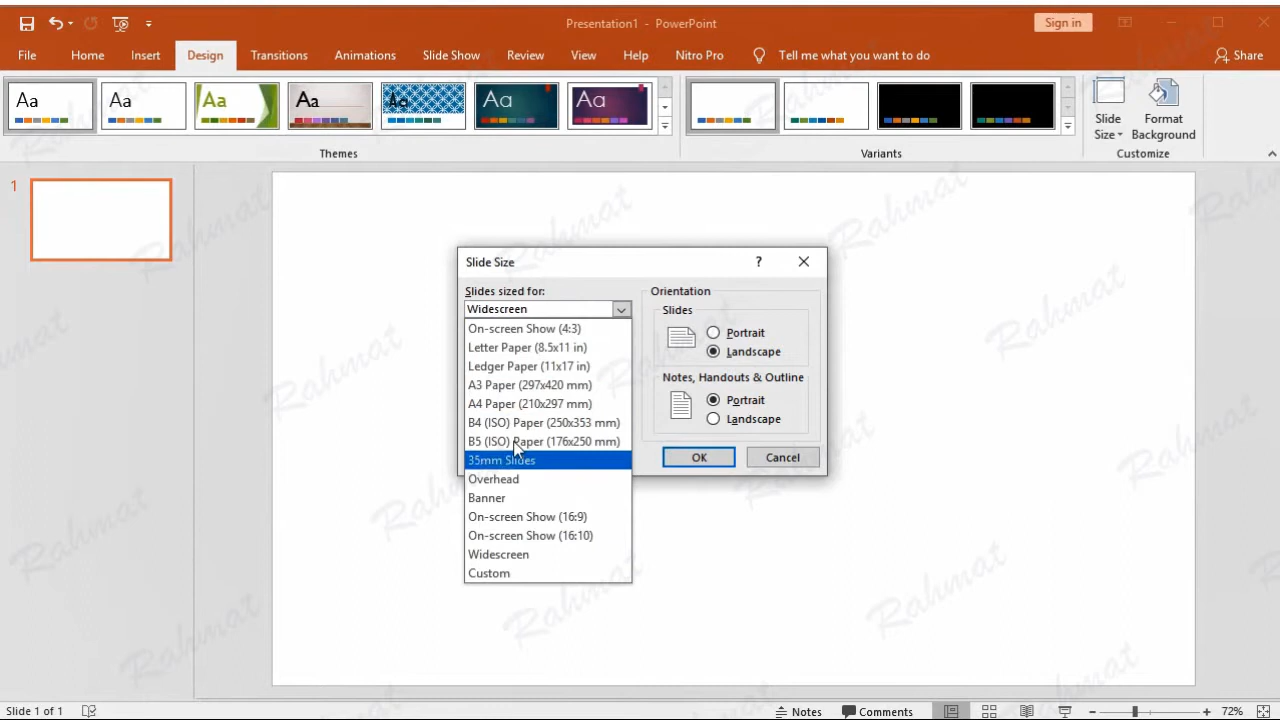 Presentation1 - PowerPoint
Sign in
File Home Insert Design Transitions Animations Slide Show Review View Help Nitro Pro Tell me what you want to do Share
Aa Aa Aa Aa Aa Aa Aa
Slide Size
Format Background
Themes Variants Customize
1
Slide Size ? 
Slides sized for:
Widescreen
On-screen Show (4:3)
Letter Paper (8.5x11 in)
Ledger Paper (11x17 in)
A3 Paper (297x420 mm)
A4 Paper (210x297 mm)
B4 (ISO) Paper (250x353 mm)
B5 (ISO) Paper (176x250 mm)
35mm Slides
Overhead
Banner
On-screen Show (16:9)
On-screen Show (16:10)
Widescreen
Custom
Orientation
Slides
Portrait
Landscape
Notes, Handouts & Outline
Portrait
Landscape
OK Cancel
Rahmat
Slide 1 of 1 Notes Comments 72%